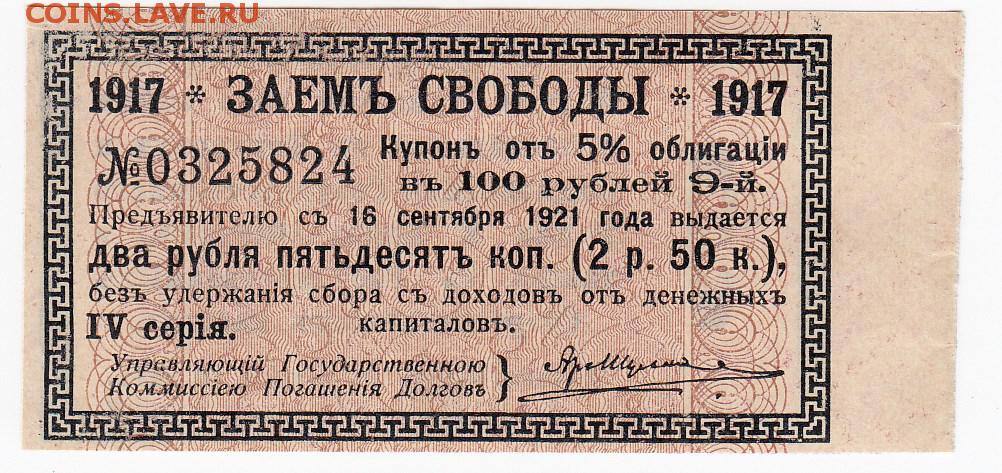 COINS.LAVE.RU
1917 * ЗАЕМЪ СВОБОДЫ * 1917
№0325824
Купонъ отъ 5% облигаціи
въ 100 рублей 9-й.
Предъявителю съ 16 сентября 1921 года выдается
два рубля пятьдесятъ коп. (2 р. 50 к.),
безъ удержанія сбора съ доходовъ отъ денежныхъ
капиталовъ.
IV серія.
Управляющій Государственною
Коммиссіею Погашенія Долговъ